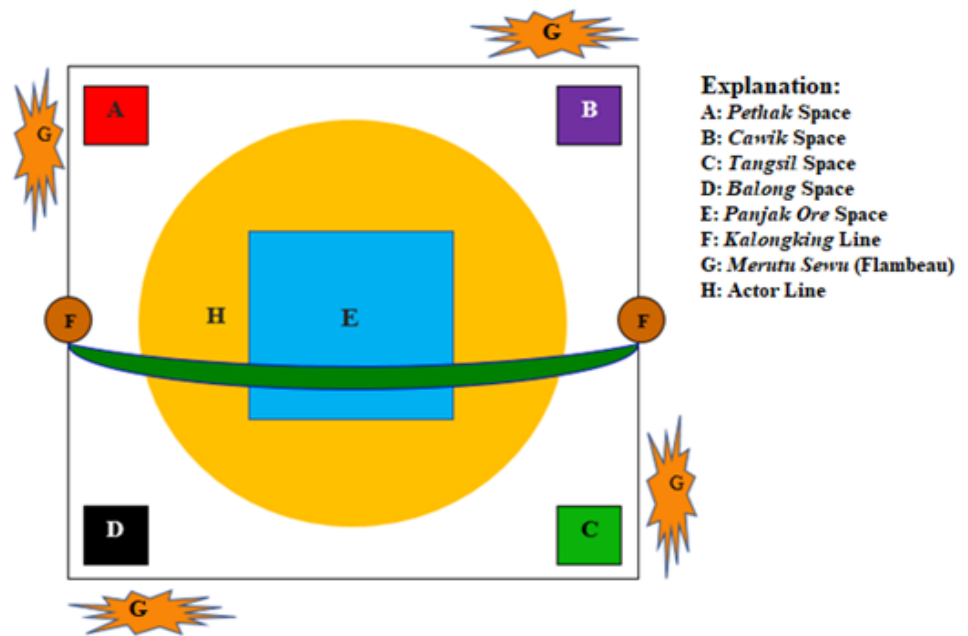 G
G
A
B
Explanation:
A: Pethak Space
B: Cawik Space
C: Tangsil Space
D: Balong Space
E: Panjak Ore Space
F: Kalongking Line
G: Merutu Sewu (Flambeau)
H: Actor Line
F
H
E
F
G
D
C
G